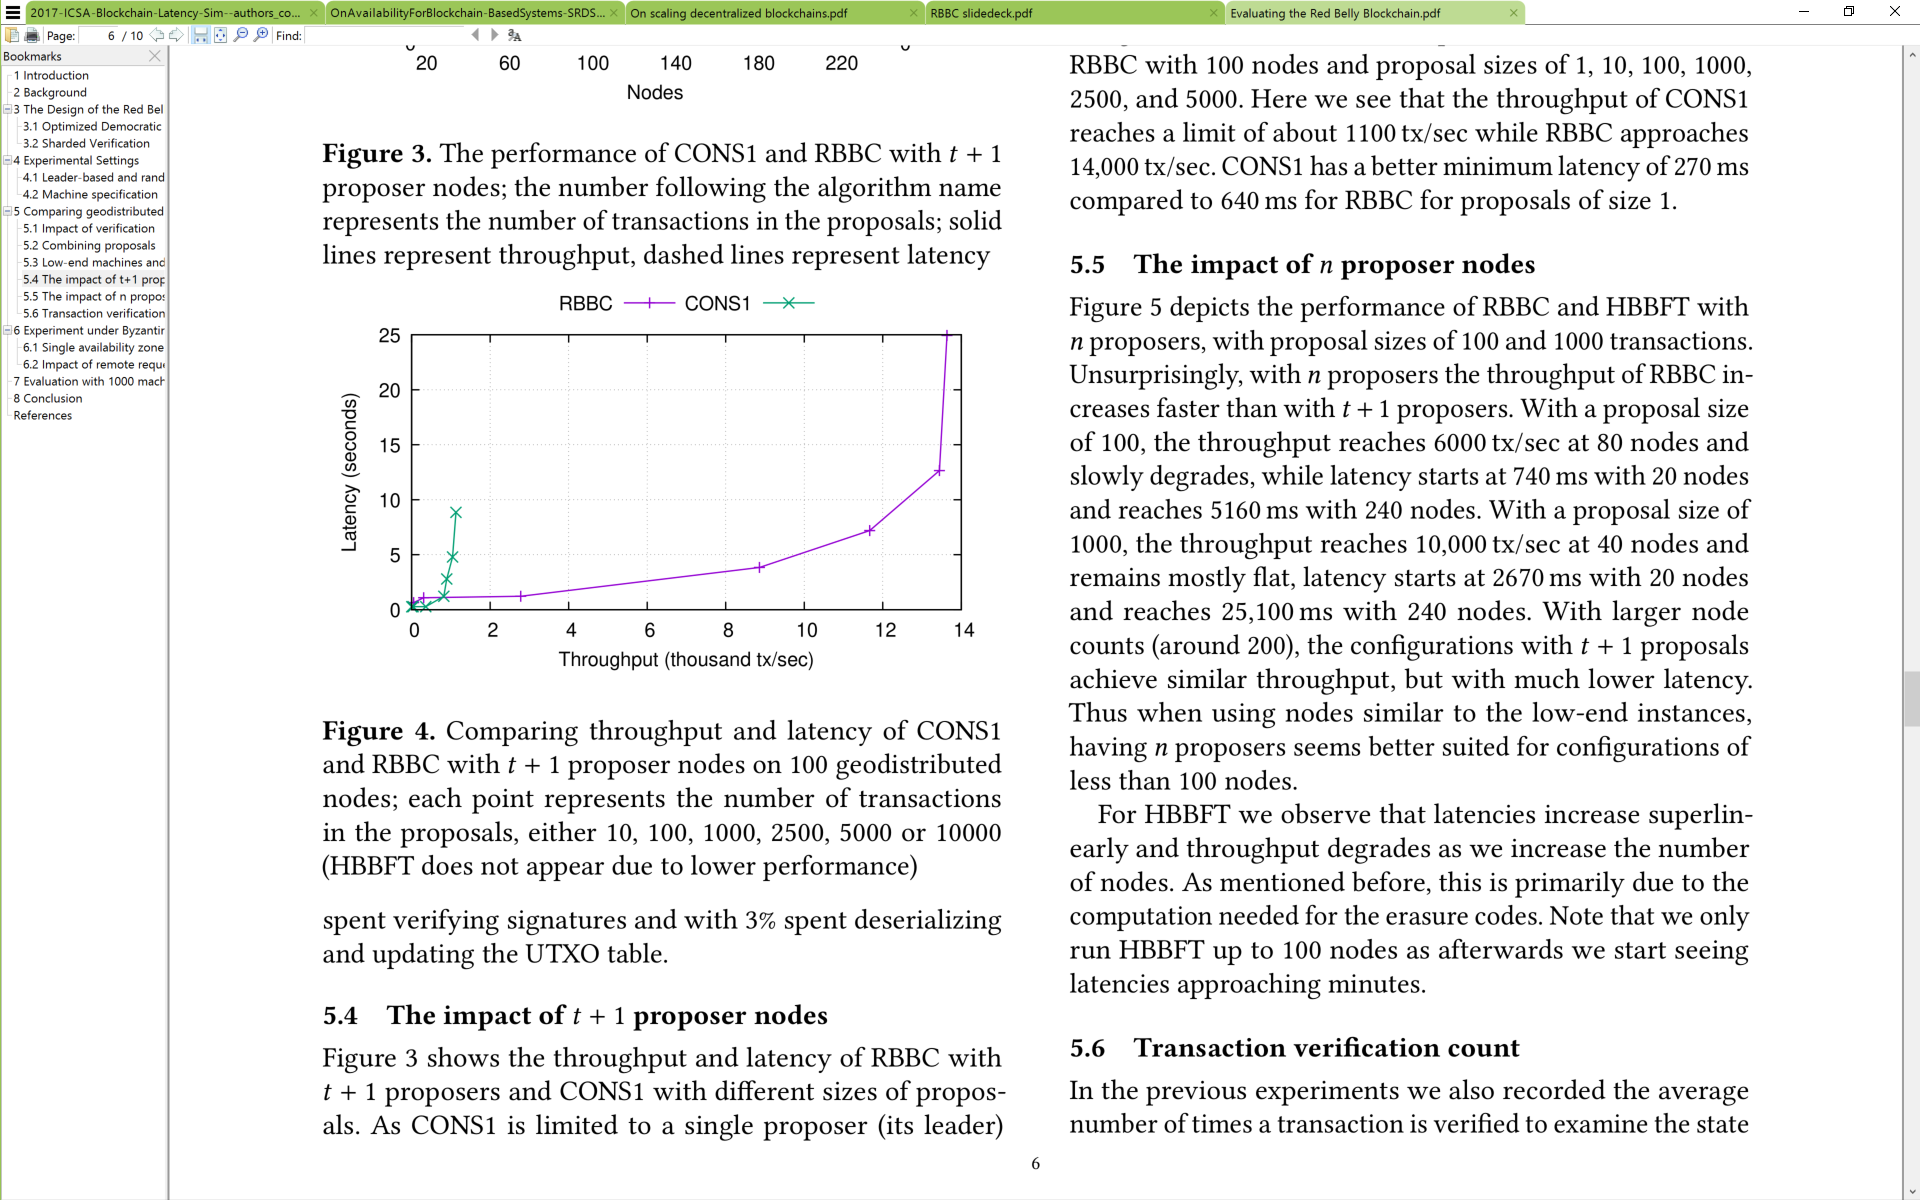 2017-ICSA-Blockchain-Latency-Sim--authors_co...
OnAvailabilityForBlockchain-BasedSystems-SRDS...
On scaling decentralized blockchains.pdf
RBBC slidedeck.pdf
Evaluating the Red Belly Blockchain.pdf
Page: 6 / 10 Find:
Bookmarks
1 Introduction
2 Background
3 The Design of the Red Bel
3.1 Optimized Democratic
3.2 Sharded Verification
4 Experimental Settings
4.1 Leader-based and rand
4.2 Machine specification
5 Comparing geodistributed
5.1 Impact of verification
5.2 Combining proposals
5.3 Low-end machines and
5.4 The impact of t+1 prop
5.5 The impact of n propos
5.6 Transaction verification
6 Experiment under Byzantin
6.1 Single availability zone
6.2 Impact of remote reque
7 Evaluation with 1000 mach
8 Conclusion
References
0 0
20 60 100 140 180 220
Nodes
Figure 3. The performance of CONS1 and RBBC with t + 1
proposer nodes; the number following the algorithm name
represents the number of transactions in the proposals; solid
lines represent throughput, dashed lines represent latency
RBBC CONS1
25
20
15
10
5
0
Latency (seconds)
0 2 4 6 8 10 12 14
Throughput (thousand tx/sec)
Figure 4. Comparing throughput and latency of CONS1
and RBBC with t + 1 proposer nodes on 100 geodistributed
nodes; each point represents the number of transactions
in the proposals, either 10, 100, 1000, 2500, 5000 or 10000
(HBBFT does not appear due to lower performance)
spent verifying signatures and with 3% spent deserializing
and updating the UTXO table.
5.4 The impact of t + 1 proposer nodes
Figure 3 shows the throughput and latency of RBBC with
t + 1 proposers and CONS1 with different sizes of propos-
als. As CONS1 is limited to a single proposer (its leader)
RBBC with 100 nodes and proposal sizes of 1, 10, 100, 1000,
2500, and 5000. Here we see that the throughput of CONS1
reaches a limit of about 1100 tx/sec while RBBC approaches
14,000 tx/sec. CONS1 has a better minimum latency of 270 ms
compared to 640 ms for RBBC for proposals of size 1.
5.5 The impact of n proposer nodes
Figure 5 depicts the performance of RBBC and HBBFT with
n proposers, with proposal sizes of 100 and 1000 transactions.
Unsurprisingly, with n proposers the throughput of RBBC in-
creases faster than with t + 1 proposers. With a proposal size
of 100, the throughput reaches 6000 tx/sec at 80 nodes and
slowly degrades, while latency starts at 740 ms with 20 nodes
and reaches 5160 ms with 240 nodes. With a proposal size of
1000, the throughput reaches 10,000 tx/sec at 40 nodes and
remains mostly flat, latency starts at 2670 ms with 20 nodes
and reaches 25,100 ms with 240 nodes. With larger node
counts (around 200), the configurations with t + 1 proposals
achieve similar throughput, but with much lower latency.
Thus when using nodes similar to the low-end instances,
having n proposers seems better suited for configurations of
less than 100 nodes.
For HBBFT we observe that latencies increase superlin-
early and throughput degrades as we increase the number
of nodes. As mentioned before, this is primarily due to the
computation needed for the erasure codes. Note that we only
run HBBFT up to 100 nodes as afterwards we start seeing
latencies approaching minutes.
5.6 Transaction verification count
In the previous experiments we also recorded the average
number of times a transaction is verified to examine the state
6